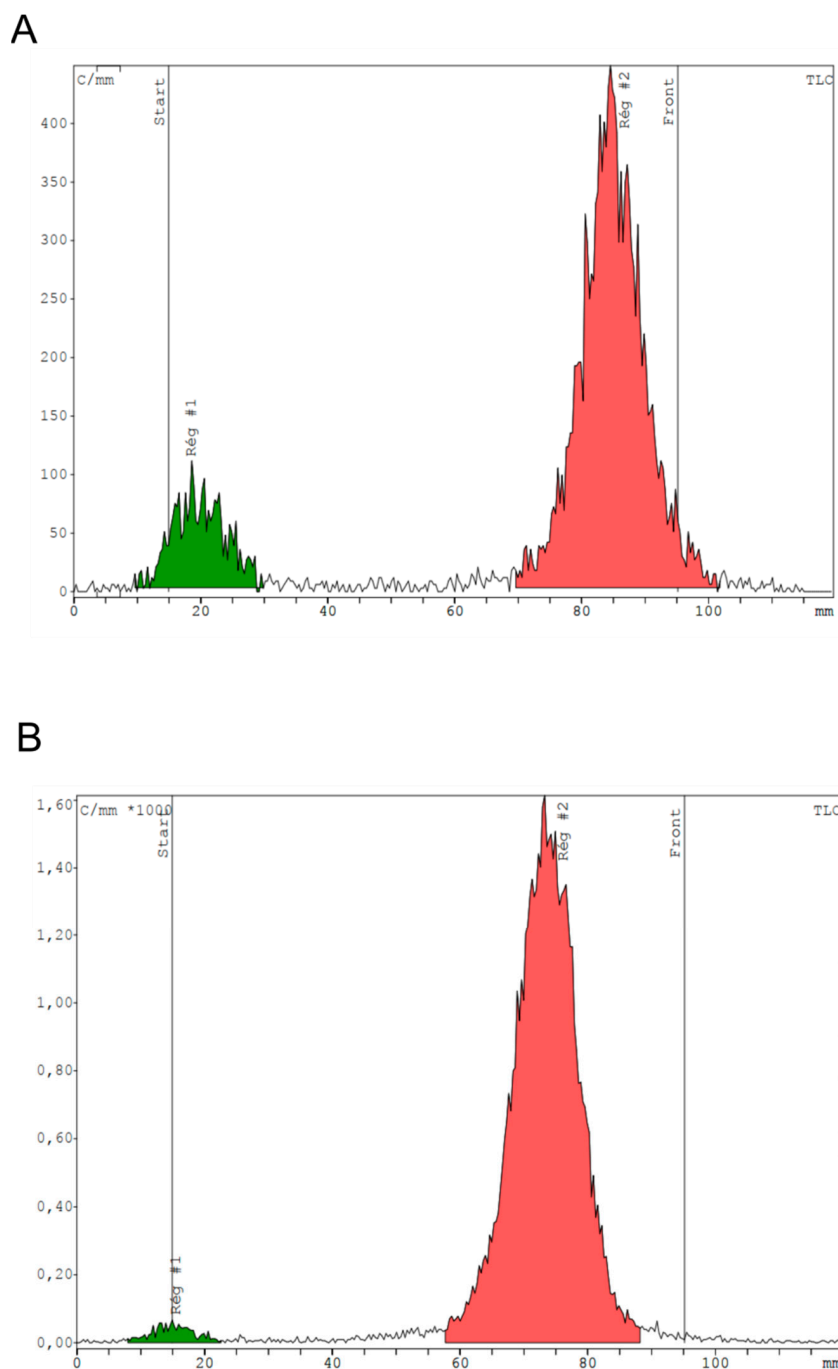 A
C/mm
Start
Rég #1
Rég #2
Front
TLC
400
350
300
250
200
150
100
50
0
0 20 40 60 80 100 mm
B
C/mm *1000
Start
Rég #1
Rég #2
Front
TLC
1,60
1,40
1,20
1,00
0,80
0,60
0,40
0,20
0,00
0 20 40 60 80 100 mm